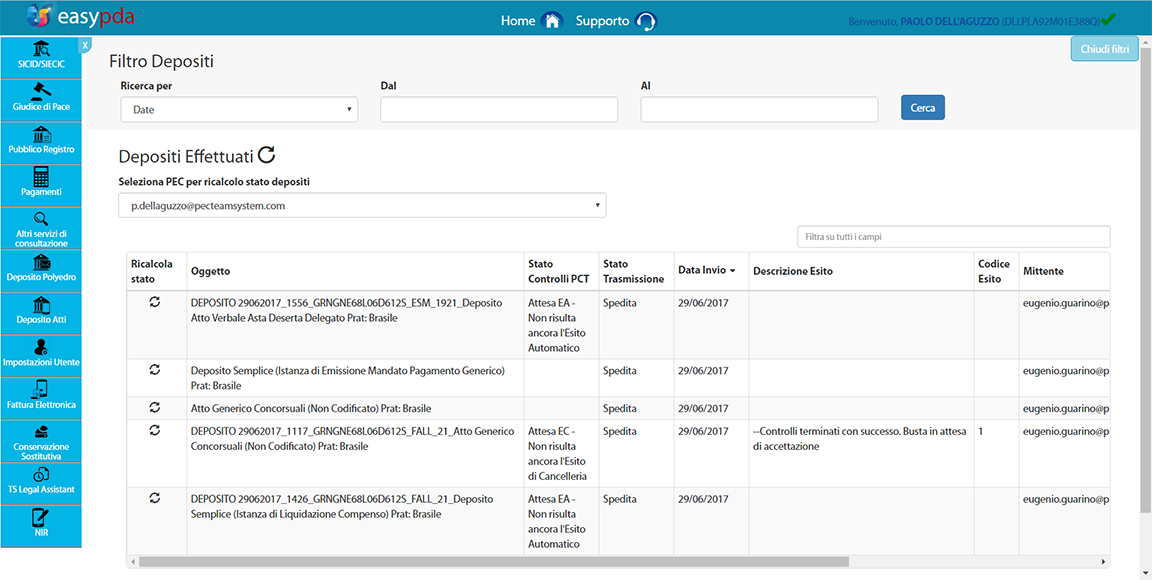 easypda
Home
Supporto
Benvenuto, PAOLO DELL'AGUZZO (DLLPLA92M01E388Q)
X
SICID/SIECIC
Giudice di Pace
Pubblico Registro
Pagamenti
Altri servizi di
consultazione
Deposito Polyedro
Deposito Atti
Impostazioni Utente
Fattura Elettronica
Conservazione
Sostitutiva
TS Legal Assistant
NIR
Chiudi filtri
Filtro Depositi
Ricerca per
Dal
Al
Date
Cerca
Depositi Effettuati
Seleziona PEC per ricalcolo stato depositi
p.dellaguzzo@pecteamsystem.com
Filtra su tutti i campi
Ricalcola
stato
Oggetto
Stato
Controlli PCT
Stato
Trasmissione
Data Invio
Descrizione Esito
Codice
Esito
Mittente
DEPOSITO 29062017_1556_GRNGNE68L06D612S_ESM_1921_Deposito
Atto Verbale Asta Deserta Delegato Prat: Brasile
Attesa EA -
Non risulta
ancora l'Esito
Automatico
Spedita
29/06/2017
eugenio.guarino@p
Deposito Semplice (Istanza di Emissione Mandato Pagamento Generico)
Prat: Brasile
Spedita
29/06/2017
eugenio.guarino@p
Atto Generico Concorsuali (Non Codificato) Prat: Brasile
Spedita
29/06/2017
eugenio.guarino@p
DEPOSITO 29062017_1117_GRNGNE68L06D612S_FALL_21_Atto Generico
Concorsuali (Non Codificato) Prat: Brasile
Attesa EC -
Non risulta
ancora l'Esito
di Cancelleria
Spedita
29/06/2017
--Controlli terminati con successo. Busta in attesa
di accettazione
1
eugenio.guarino@p
DEPOSITO 29062017_1426_GRNGNE68L06D612S_FALL_21_Deposito
Semplice (Istanza di Liquidazione Compenso) Prat: Brasile
Attesa EA -
Non risulta
ancora l'Esito
Automatico
Spedita
29/06/2017
eugenio.guarino@p